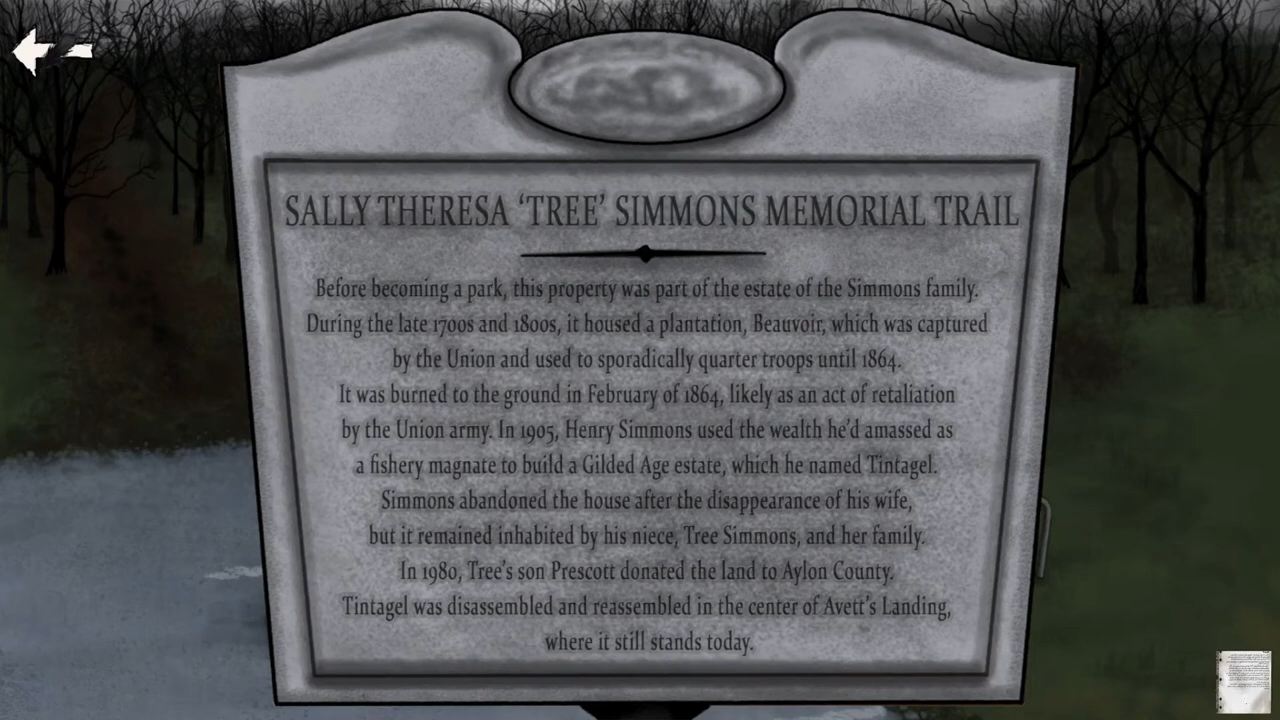 SALLY THERESA ‘TREE’ SIMMONS MEMORIAL TRAIL
Before becoming a park, this property was part of the estate of the Simmons family.
During the late 1700s and 1800s, it housed a plantation, Beauvoir, which was captured
by the Union and used to sporadically quarter troops until 1864.
It was burned to the ground in February of 1864, likely as an act of retaliation
by the Union army. In 1905, Henry Simmons used the wealth he’d amassed as
a fishery magnate to build a Gilded Age estate, which he named Tintagel.
Simmons abandoned the house after the disappearance of his wife,
but it remained inhabited by his niece, Tree Simmons, and her family.
In 1980, Tree’s son Prescott donated the land to Aylon County.
Tintagel was disassembled and reassembled in the center of Avett’s Landing,
where it still stands today.